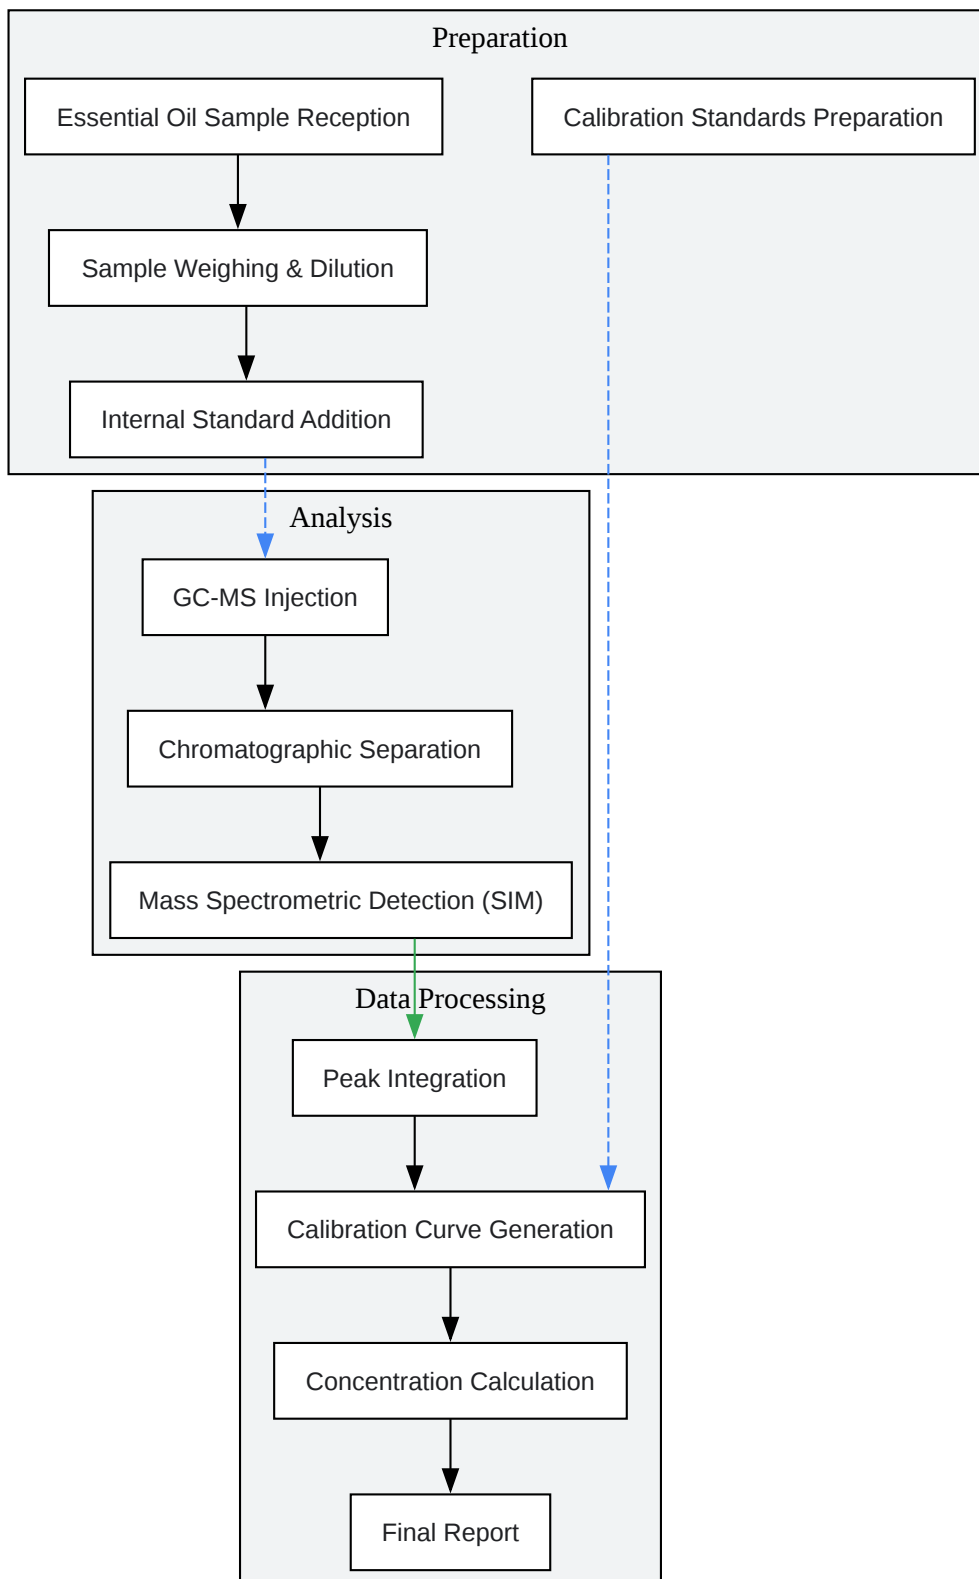 Preparation
Essential Oil Sample Reception
Calibration Standards Preparation
Sample Weighing & Dilution
Internal Standard Addition
Analysis
GC-MS Injection
Chromatographic Separation
Mass Spectrometric Detection (SIM)
Data Processing
Peak Integration
Calibration Curve Generation
Concentration Calculation
Final Report